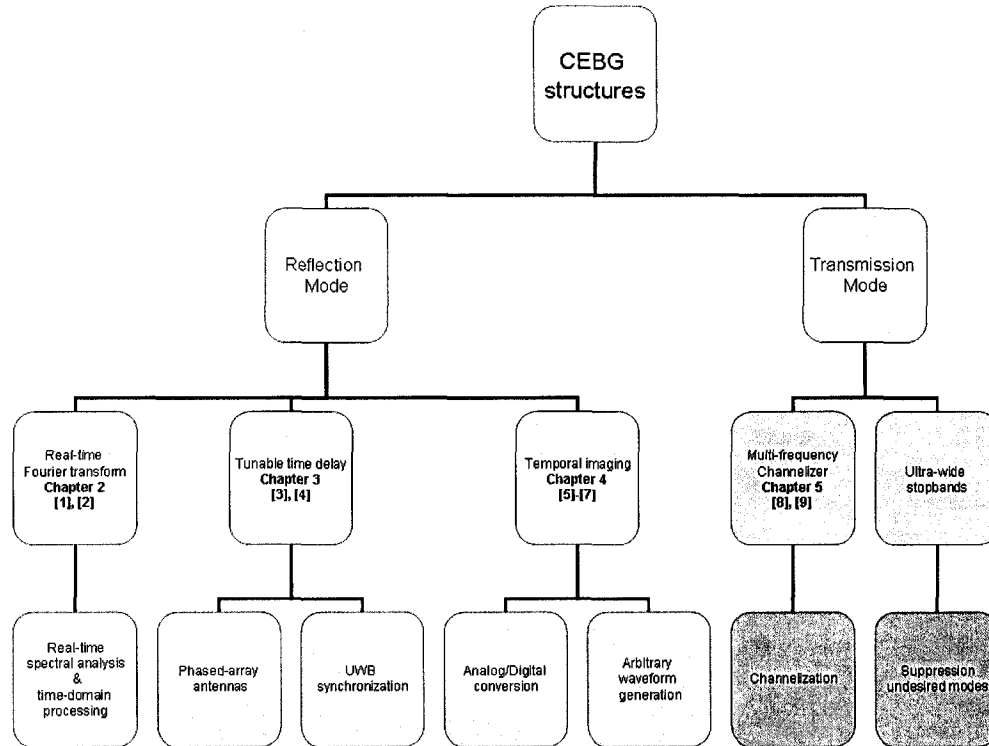 CEBG
structures
Reflection
Mode
Transmission
Mode
Real-time
Fourier transform
Chapter 2
[1], [2]
Tunable time delay
Chapter 3
[3], [4]
Temporal imaging
Chapter 4
[5]-[7]
Multi-frequency
Channelizer
Chapter 5
[8], [9]
Ultra-wide
stopbands
Real-time
spectral analysis
&
time-domain
processing
Phased-array
antennas
UWB
synchronization
Analog/Digital
conversion
Arbitrary
waveform
generation
Channelization
Suppression
undesired modes